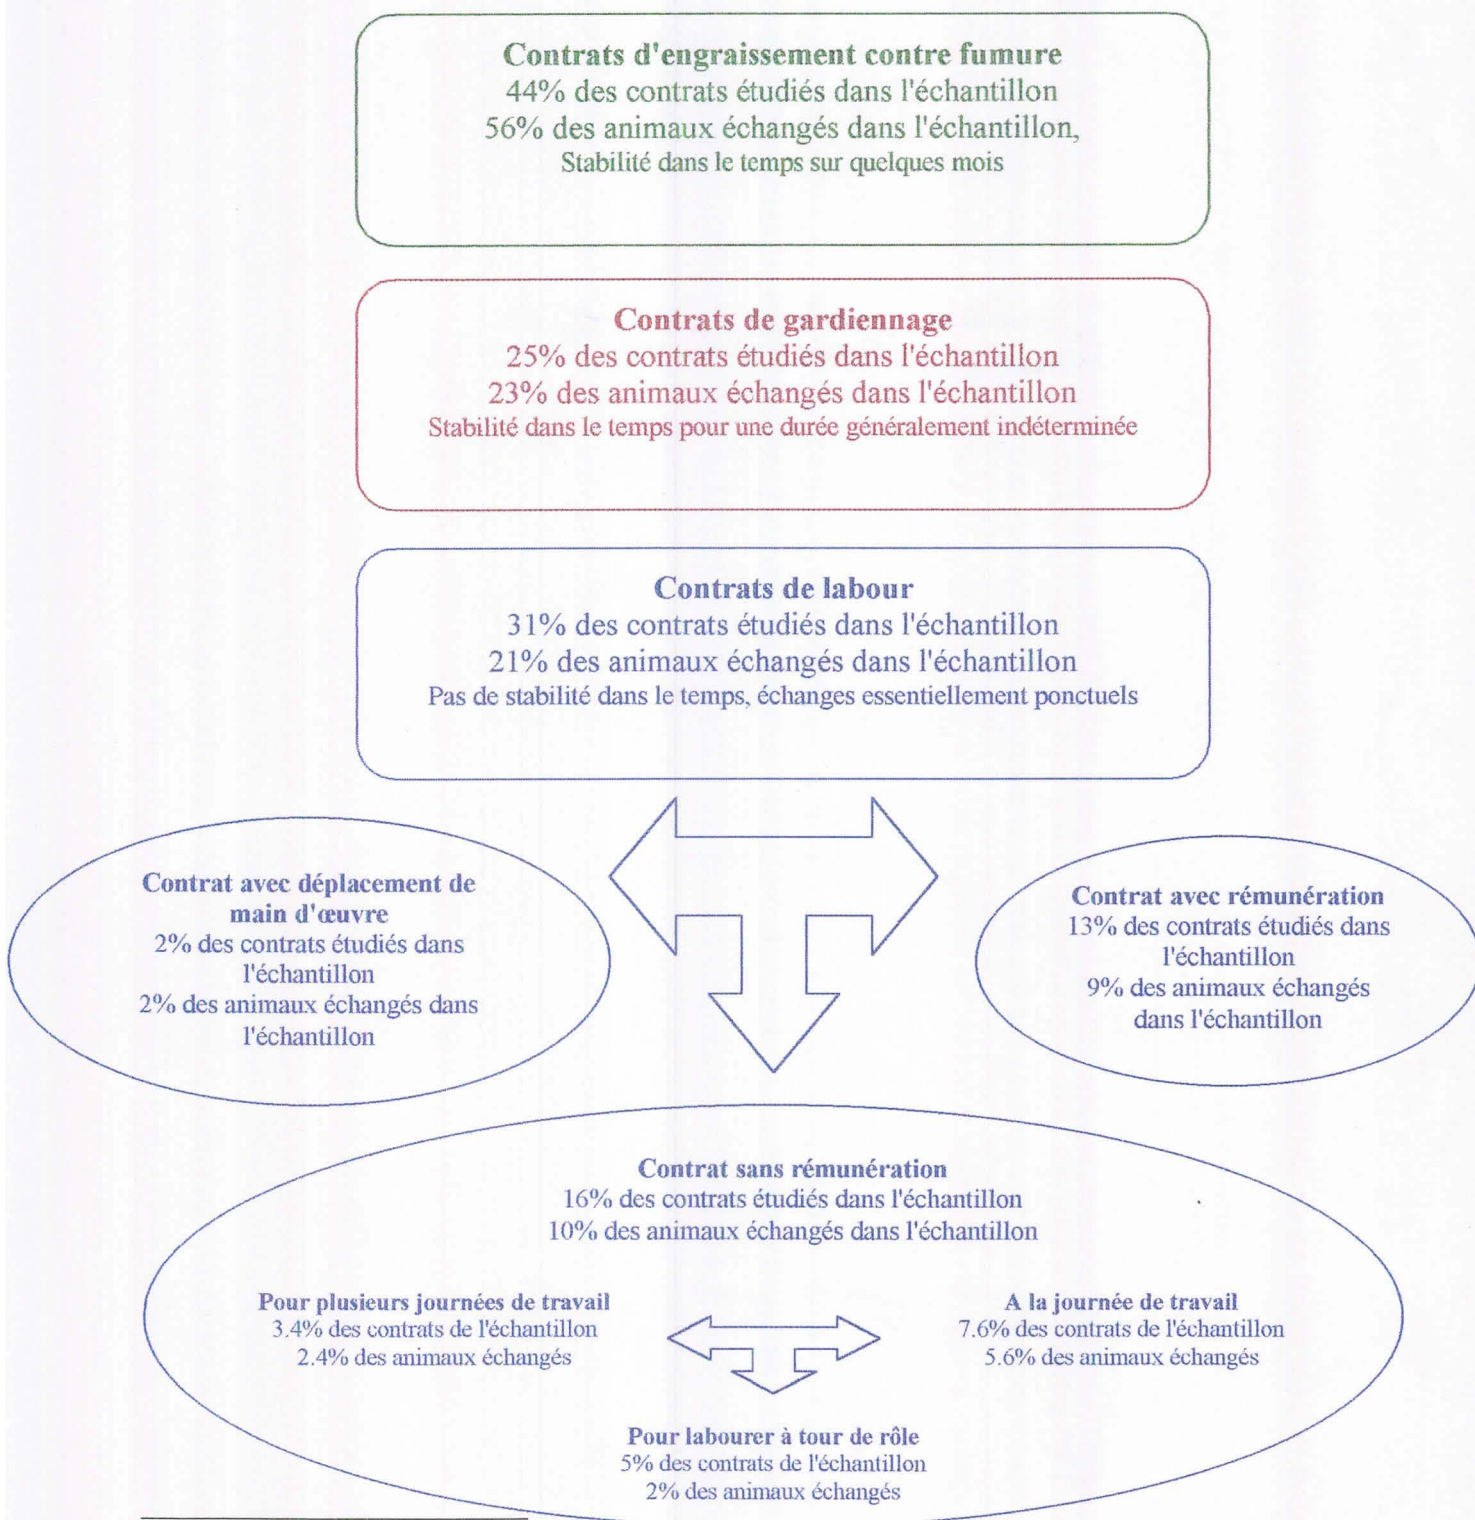 Contrats d'engraissement contre fumure
44% des contrats étudiés dans l'échantillon
56% des animaux échangés dans l'échantillon,
Stabilité dans le temps sur quelques mois
Contrats de gardiennage
25% des contrats étudiés dans l'échantillon
23% des animaux échangés dans l'échantillon
Stabilité dans le temps pour une durée généralement indéterminée
Contrats de labour
31% des contrats étudiés dans l'échantillon
21% des animaux échangés dans l'échantillon
Pas de stabilité dans le temps, échanges essentiellement ponctuels
Contrat avec déplacement de
main d'œuvre
2% des contrats étudiés dans
l'échantillon
2% des animaux échangés dans
l'échantillon
Contrat avec rémunération
13% des contrats étudiés dans
l'échantillon
9% des animaux échangés
dans l'échantillon
Contrat sans rémunération
16% des contrats étudiés dans l'échantillon
10% des animaux échangés dans l'échantillon
Pour plusieurs journées de travail
3.4% des contrats de l'échantillon
2.4% des animaux échangés
A la journée de travail
7.6% des contrats de l'échantillon
5.6% des animaux échangés
Pour labourer à tour de rôle
5% des contrats de l'échantillon
2% des animaux échangés